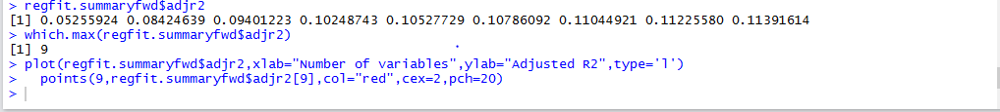 > regfit.summaryfwd$adjr2
[1] 0.05255924 0.08424639 0.09401223 0.10248743 0.10527729 0.10786092 0.11044921 0.11225580 0.11391614
> which.max(regfit.summaryfwd$adjr2)
[1] 9
> plot(regfit.summaryfwd$adjr2,xlab="Number of variables",ylab="Adjusted R2",type='l')
>   points(9,regfit.summaryfwd$adjr2[9],col="red",cex=2,pch=20)
>